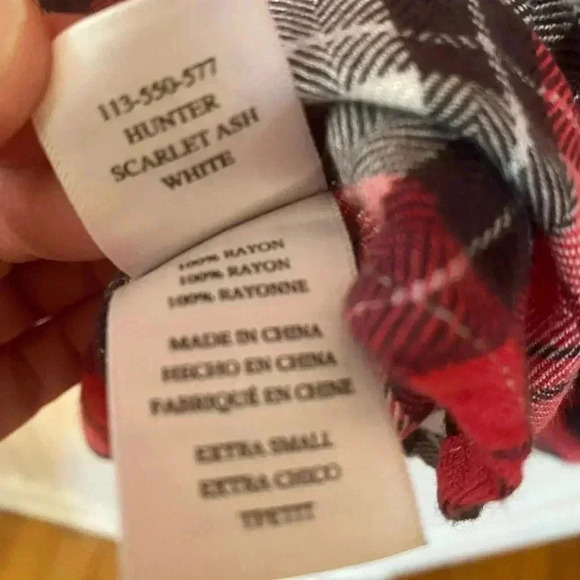 113-550-577
HUNTER
SCARLET ASH
WHITE
100% RAYON
100% RAYON
100% RAYONNE
MADE IN CHINA
HECHO EN CHINA
FABRIQUÉ EN CHINE
EXTRA SMALL
EXTRA CHICO
TPETIT